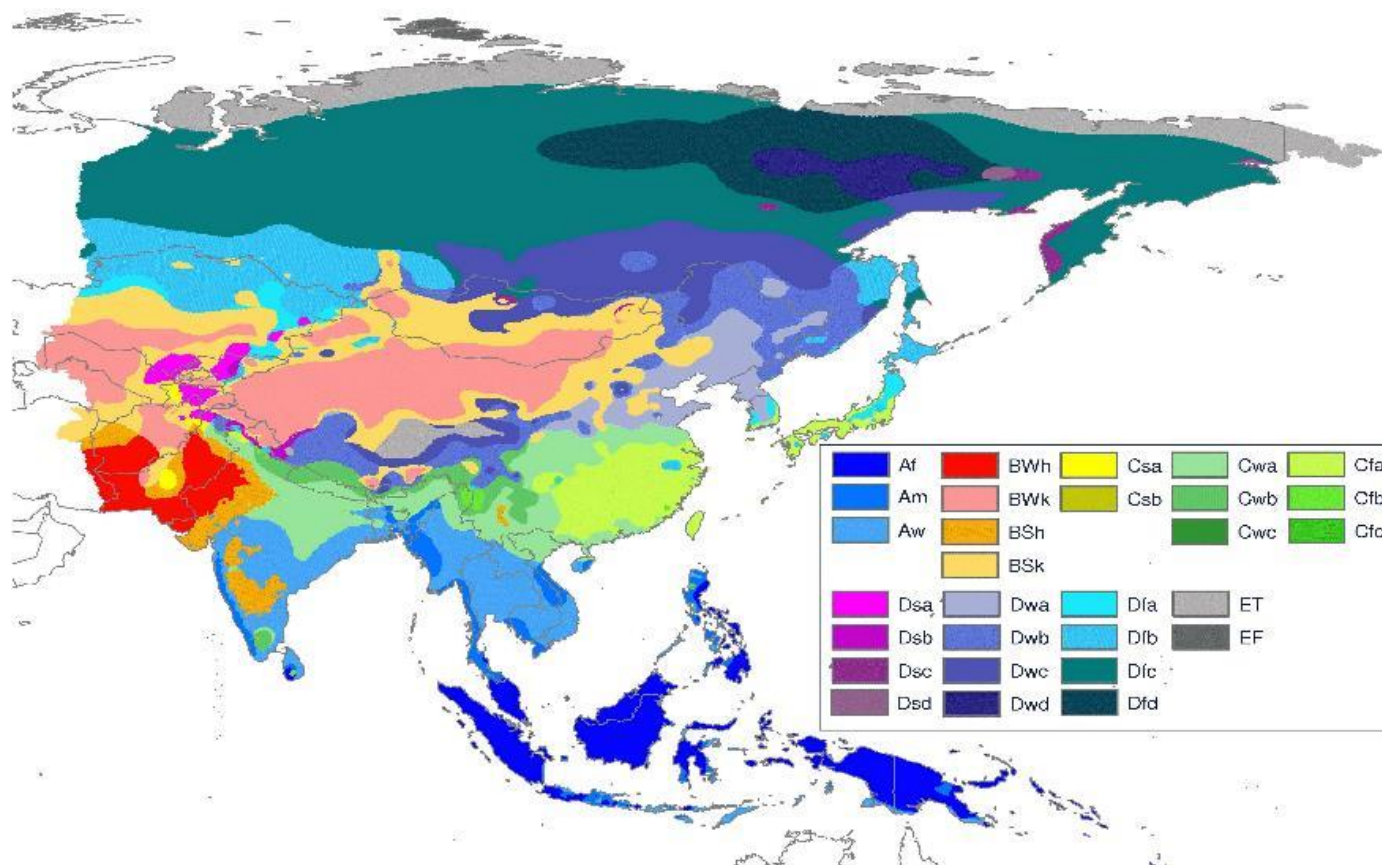 Af BWh Csa Cwa Cfa
Am BWk Csb Cwb Cfb
Aw BSh Cwc Cfc
BSk
Dsa Dwa Dfa ET
Dsb Dwb Dfb EF
Dsc Dwc Dfc
Dsd Dwd Dfd